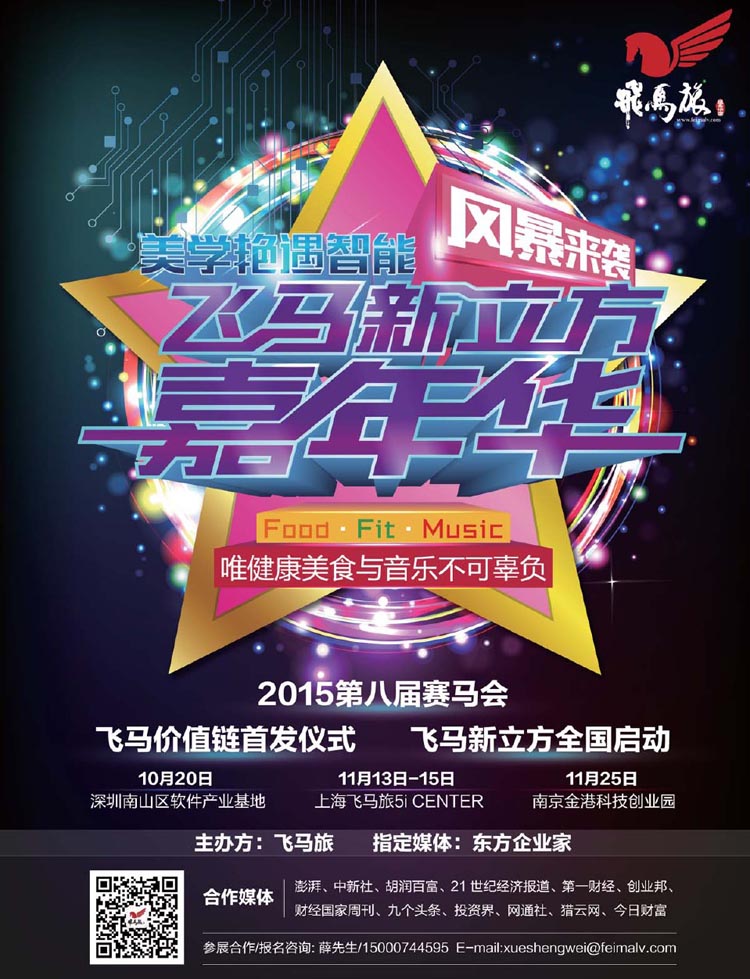 飛馬旅
www.feimalv.com
风暴来袭
美学艳遇智能
飞马新立方
嘉年华
Food · Fit · Music
唯健康美食与音乐不可辜负
2015第八届赛马会
飞马价值链首发仪式 飞马新立方全国启动
10月20日 11月13日-15日 11月25日
深圳南山区软件产业基地 上海飞马旅5i CENTER 南京金港科技创业园
主办方：飞马旅 指定媒体：东方企业家
合作媒体
澎湃、中新社、胡润百富、21世纪经济报道、第一财经、创业邦、
财经国家周刊、九个头条、投资界、网通社、猎云网、今日财富
参展合作/报名咨询: 薛先生/15000744595 E-mail:xueshengwei@feimalv.com